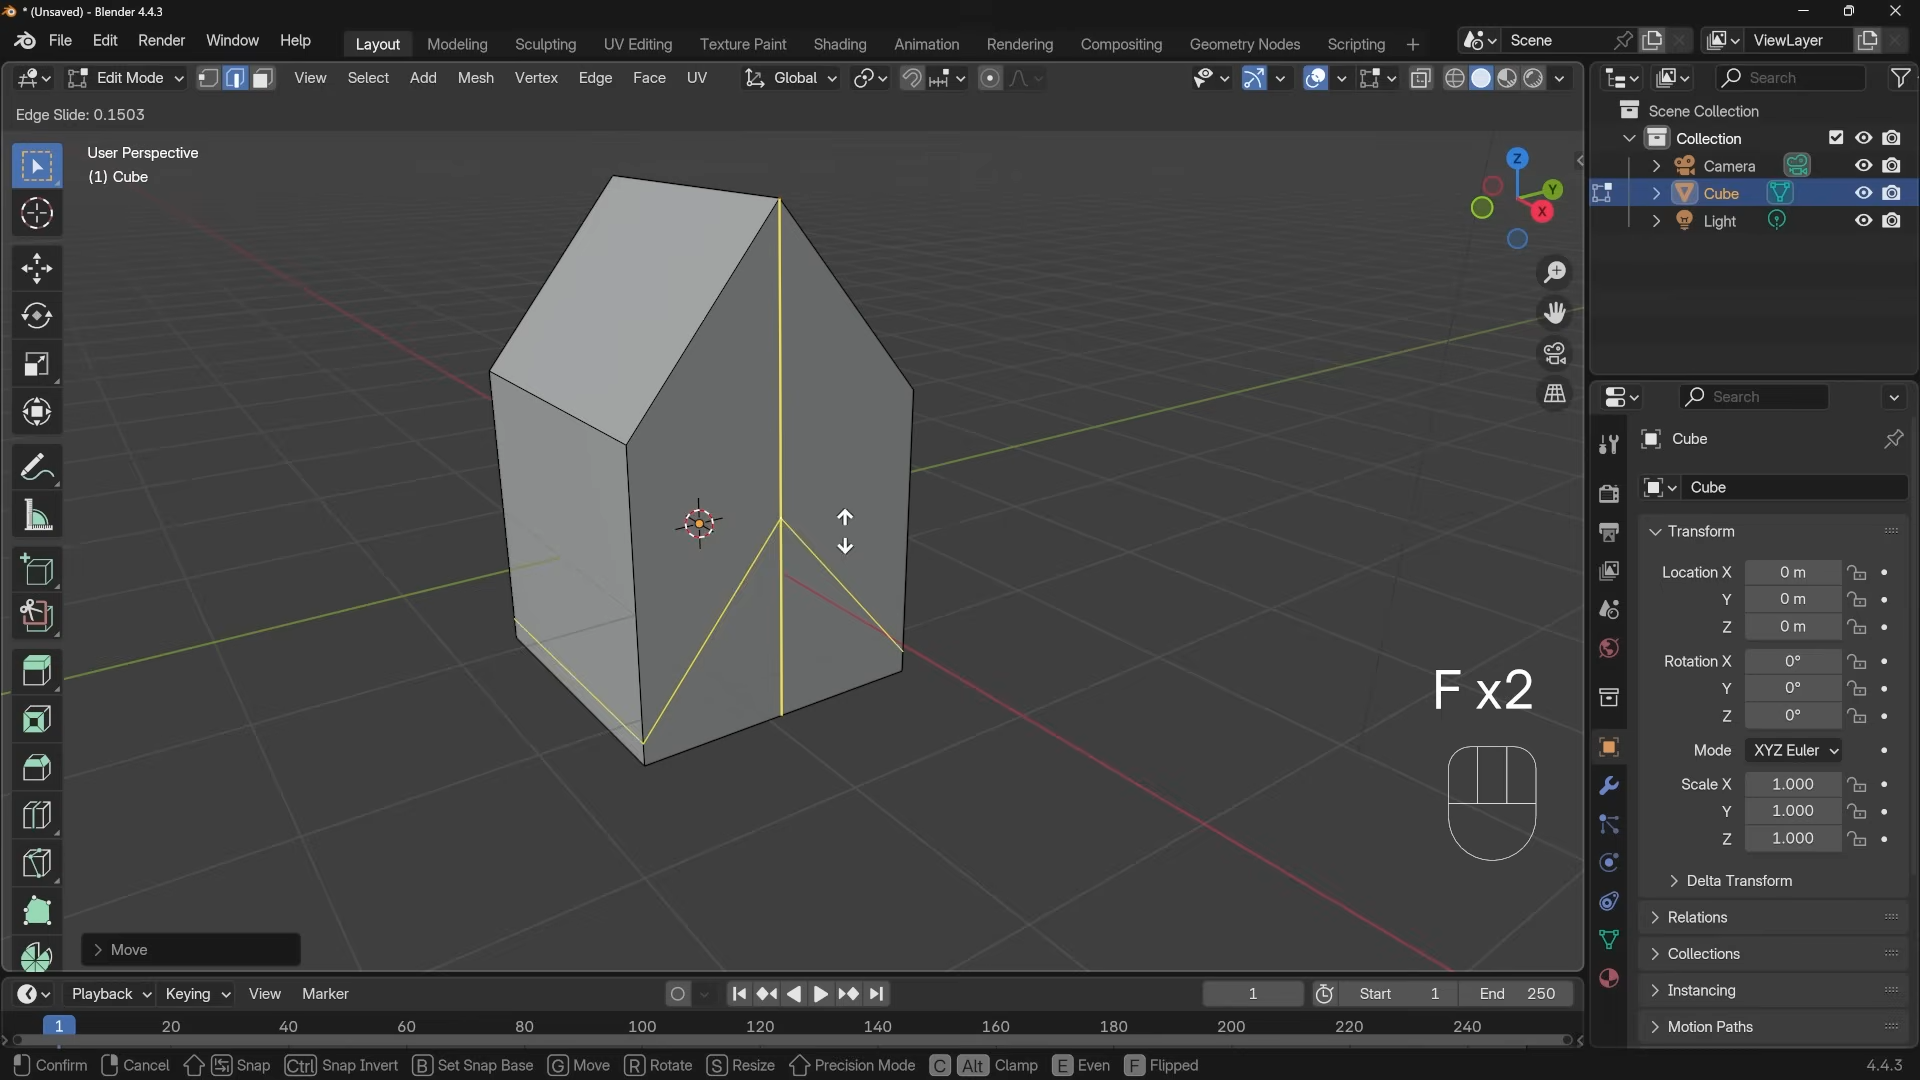 * (Unsaved) - Blender 4.4.3
File Edit Render Window Help Layout Modeling Sculpting UV Editing Texture Paint Shading Animation Rendering Compositing Geometry Nodes Scripting + Scene ViewLayer
Edit Mode View Select Add Mesh Vertex Edge Face UV Global Search
Edge Slide: 0.1503
Scene Collection
Collection
User Perspective
(1) Cube
Camera
Cube
Light
Z
Y
X
Search
Cube
Cube
Transform
Location X 0 m
Y 0 m
Z 0 m
Rotation X 0°
Y 0°
Z 0°
Mode XYZ Euler
Scale X 1.000
Y 1.000
Z 1.000
Delta Transform
Relations
Collections
Instancing
Motion Paths
F x2
Move
Playback Keying View Marker 1 Start 1 End 250
1 20 40 60 80 100 120 140 160 180 200 220 240
Confirm Cancel Snap Ctrl Snap Invert B Set Snap Base G Move R Rotate S Resize Precision Mode C Alt Clamp E Even F Flipped 4.4.3